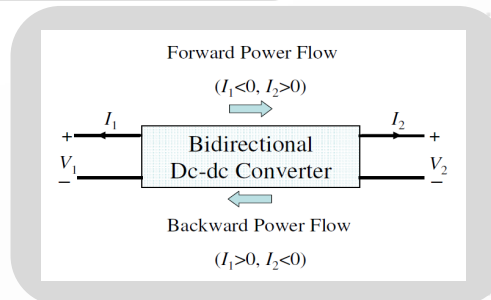 Forward Power Flow
(I₁<0, I₂>0)
I₁ I₂
+ +
Bidirectional
V₁ V₂
Dc-dc Converter
− −
Backward Power Flow
(I₁>0, I₂<0)